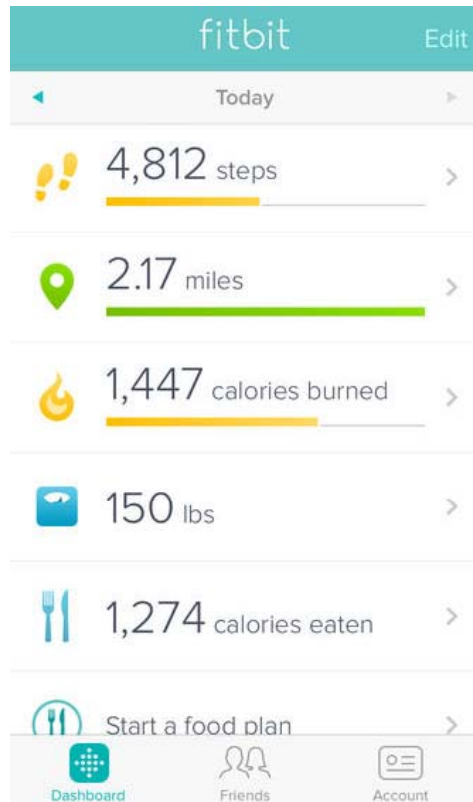 fitbit Edit
Today
4,812 steps
2.17 miles
1,447 calories burned
150 lbs
1,274 calories eaten
Start a food plan
Dashboard Friends Account